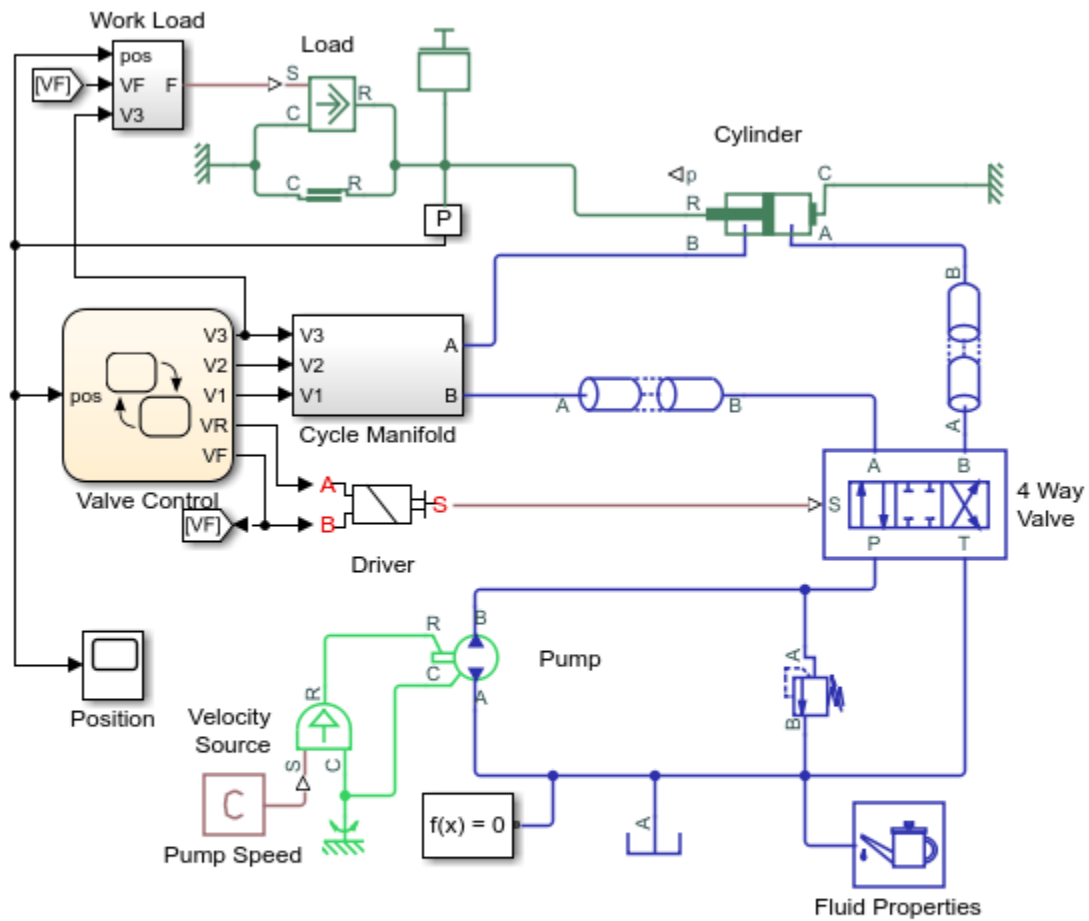 Work Load
pos
VF
V3
F
[VF]
S
Load
R
C
C
R
P
Cylinder
p
R
C
B
A
B
A
V3
V2
V1
VR
VF
pos
Valve Control
V3
V2
V1
A
B
Cycle Manifold
A
B
[VF]
A
B
S
Driver
A
B
S
P
T
4 Way
Valve
Position
Velocity
Source
R
S
C
C
Pump Speed
R
C
B
A
Pump
A
B
f(x) = 0
A
Fluid Properties